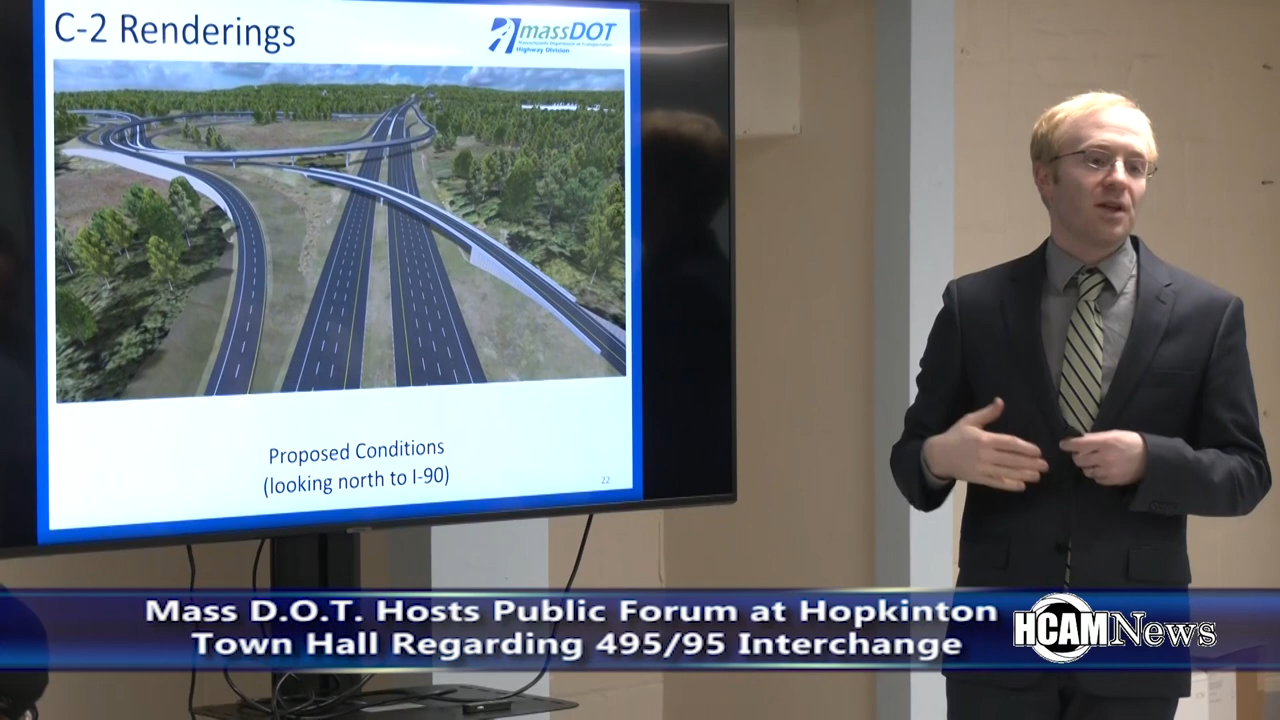 C-2 Renderings
massDOT
Massachusetts Department of Transportation
Highway Division
Proposed Conditions
(looking north to I-90)
22
Mass D.O.T. Hosts Public Forum at Hopkinton
Town Hall Regarding 495/95 Interchange
HCAMNews